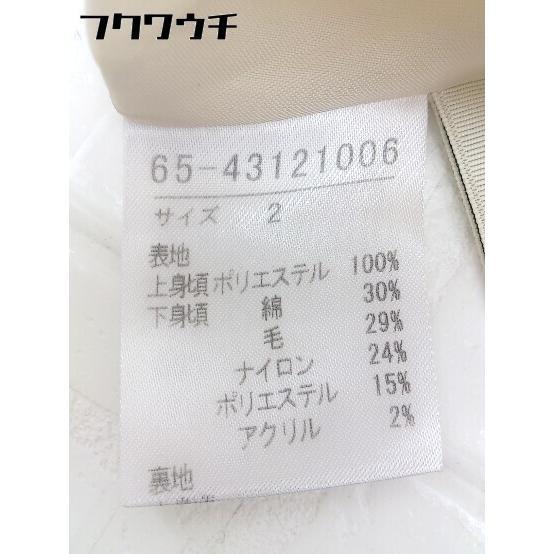 フクワウチ
65-43121006
サイズ 2
表地
上身頃 ポリエステル 100%
下身頃 綿 30%
毛 29%
ナイロン 24%
ポリエステル 15%
アクリル 2%
裏地